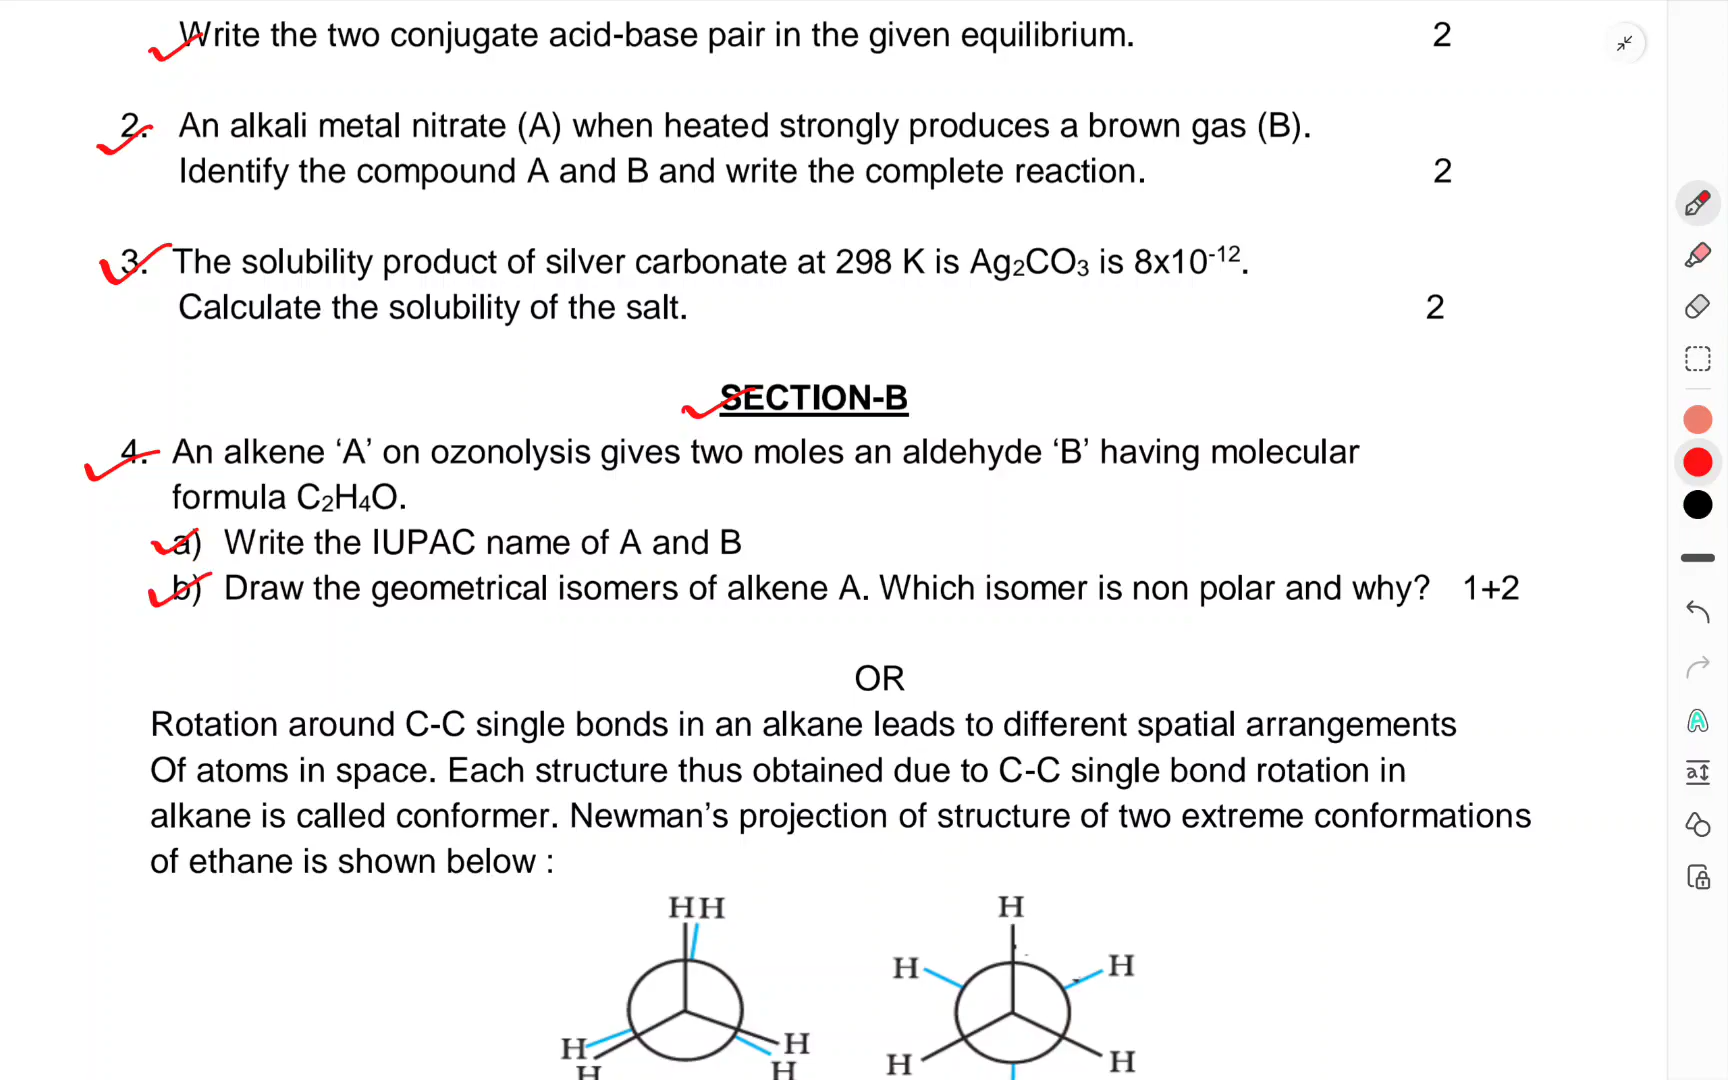 Write the two conjugate acid-base pair in the given equilibrium. 2
2. An alkali metal nitrate (A) when heated strongly produces a brown gas (B).
Identify the compound A and B and write the complete reaction. 2
3. The solubility product of silver carbonate at 298 K is Ag₂CO₃ is 8x10⁻¹².
Calculate the solubility of the salt. 2
SECTION-B
4. An alkene ‘A’ on ozonolysis gives two moles an aldehyde ‘B’ having molecular
formula C₂H₄O.
a) Write the IUPAC name of A and B
b) Draw the geometrical isomers of alkene A. Which isomer is non polar and why? 1+2
OR
Rotation around C-C single bonds in an alkane leads to different spatial arrangements
Of atoms in space. Each structure thus obtained due to C-C single bond rotation in
alkane is called conformer. Newman’s projection of structure of two extreme conformations
of ethane is shown below :
HH H
H H
H H
H H
H H